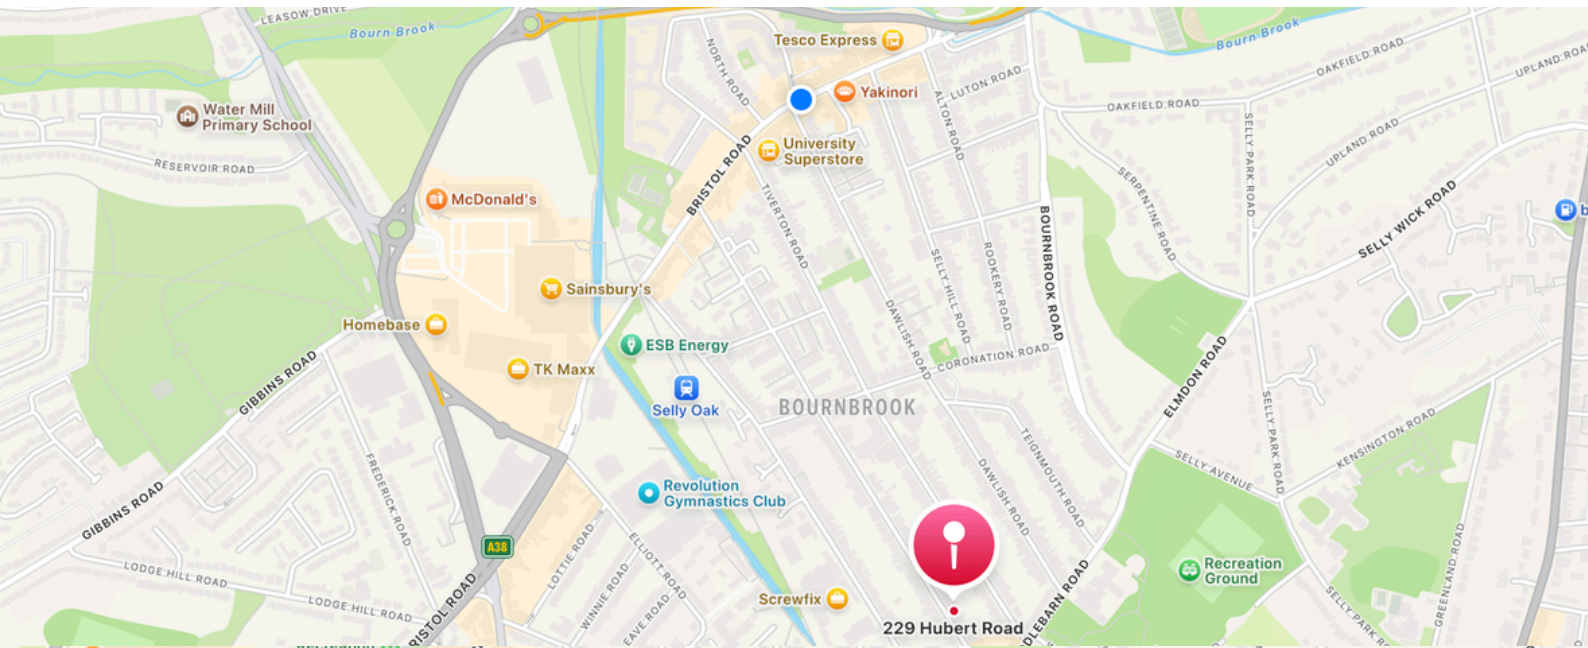 LEASOW DRIVE
Bourn Brook
Tesco Express
Bourn Brook
OAKFIELD ROAD
UPLAND ROAD
NORTH ROAD
Yakinori
LUTON ROAD
ALTON ROAD
OAKFIELD ROAD
Water Mill
Primary School
RESERVOIR ROAD
University
Superstore
BRISTOL ROAD
UPLAND ROAD
SELLY PARK ROAD
SERPENTINE ROAD
McDonald's
TIVERTON ROAD
BOURNBROOK ROAD
SELLY WICK ROAD
b
Sainsbury's
SELLY HILL ROAD
ROOKERY ROAD
Homebase
ESB Energy
DAWLISH ROAD
CORONATION ROAD
GIBBINS ROAD
TK Maxx
ELMDON ROAD
Selly Oak
BOURNBROOK
SELLY PARK ROAD
KENSINGTON ROAD
TEIGNMOUTH ROAD
SELLY AVENUE
FREDERICK ROAD
Revolution
Gymnastics Club
DAWLISH ROAD
GIBBINS ROAD
A38
LOTTIE ROAD
ELLIOTT ROAD
Recreation
Ground
LODGE HILL ROAD
WINNIE ROAD
Screwfix
GREENLAND ROAD
LODGE HILL ROAD
RISTOL ROAD
EAVE ROAD
229 Hubert Road
DLEBARN ROAD
SELLY PARK R